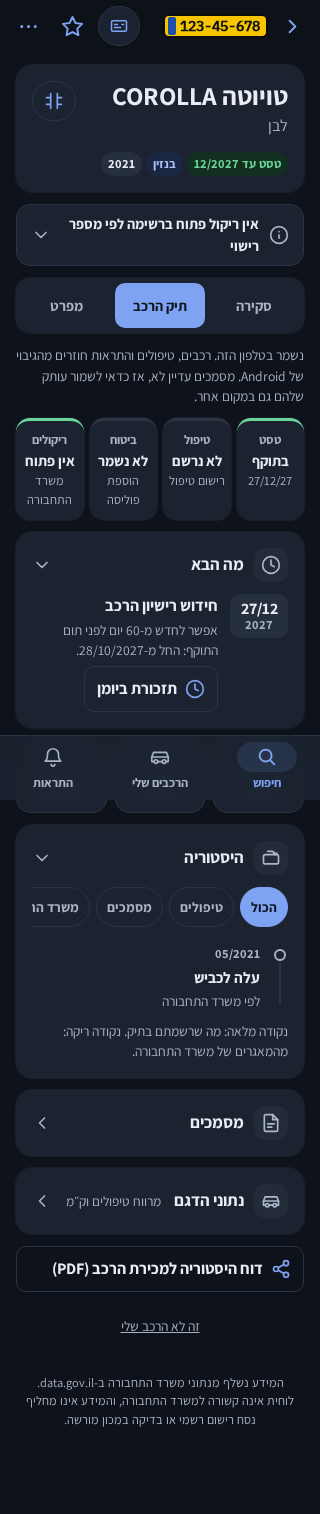 123-45-678
טויוטה COROLLA
לבן
טסט עד 12/2027
בנזין
2021
אין ריקול פתוח ברשימה לפי מספר
רישוי
סקירה
תיק הרכב
מפרט
נשמר בטלפון הזה. רכבים, טיפולים והתראות חוזרים מהגיבוי
של Android. מסמכים עדיין לא, אז כדאי לשמור עותק
שלהם גם במקום אחר.
טסט
בתוקף
27/12/27
טיפול
לא נרשם
רישום טיפול
ביטוח
לא נשמר
הוספת
פוליסה
ריקולים
אין פתוח
משרד
התחבורה
מה הבא
27/12
2027
חידוש רישיון הרכב
אפשר לחדש מ-60 יום לפני תום
התוקף: החל מ-28/10/2027.
תזכורת ביומן
חיפוש
הרכבים שלי
התראות
היסטוריה
הכול
טיפולים
מסמכים
משרד הת
05/2021
עלה לכביש
לפי משרד התחבורה
נקודה מלאה: מה שרשמתם בתיק. נקודה ריקה:
מהמאגרים של משרד התחבורה.
מסמכים
נתוני הדגם
מרווח טיפולים וק״מ
דוח היסטוריה למכירת הרכב (PDF)
זה לא הרכב שלי
המידע נשלף מנתוני משרד התחבורה ב-data.gov.il.
לוחית אינה קשורה למשרד התחבורה, והמידע אינו מחליף
נסח רישום רשמי או בדיקה במכון מורשה.